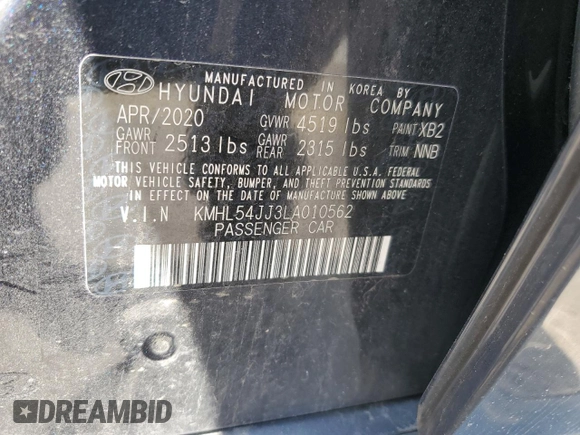 MANUFACTURED IN KOREA BY
HYUNDAI MOTOR COMPANY
APR/2020 GVWR 4519 lbs PAINT XB2
GAWR FRONT 2513 lbs GAWR REAR 2315 lbs TRIM NNB
THIS VEHICLE CONFORMS TO ALL APPLICABLE U.S.A. FEDERAL
MOTOR VEHICLE SAFETY, BUMPER, AND THEFT PREVENTION STANDARDS
IN EFFECT ON THE DATE OF MANUFACTURE SHOWN ABOVE.
V.I.N KMHL54JJ3LA010562
PASSENGER CAR
DREAMBID